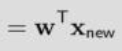 = w⊤x_new